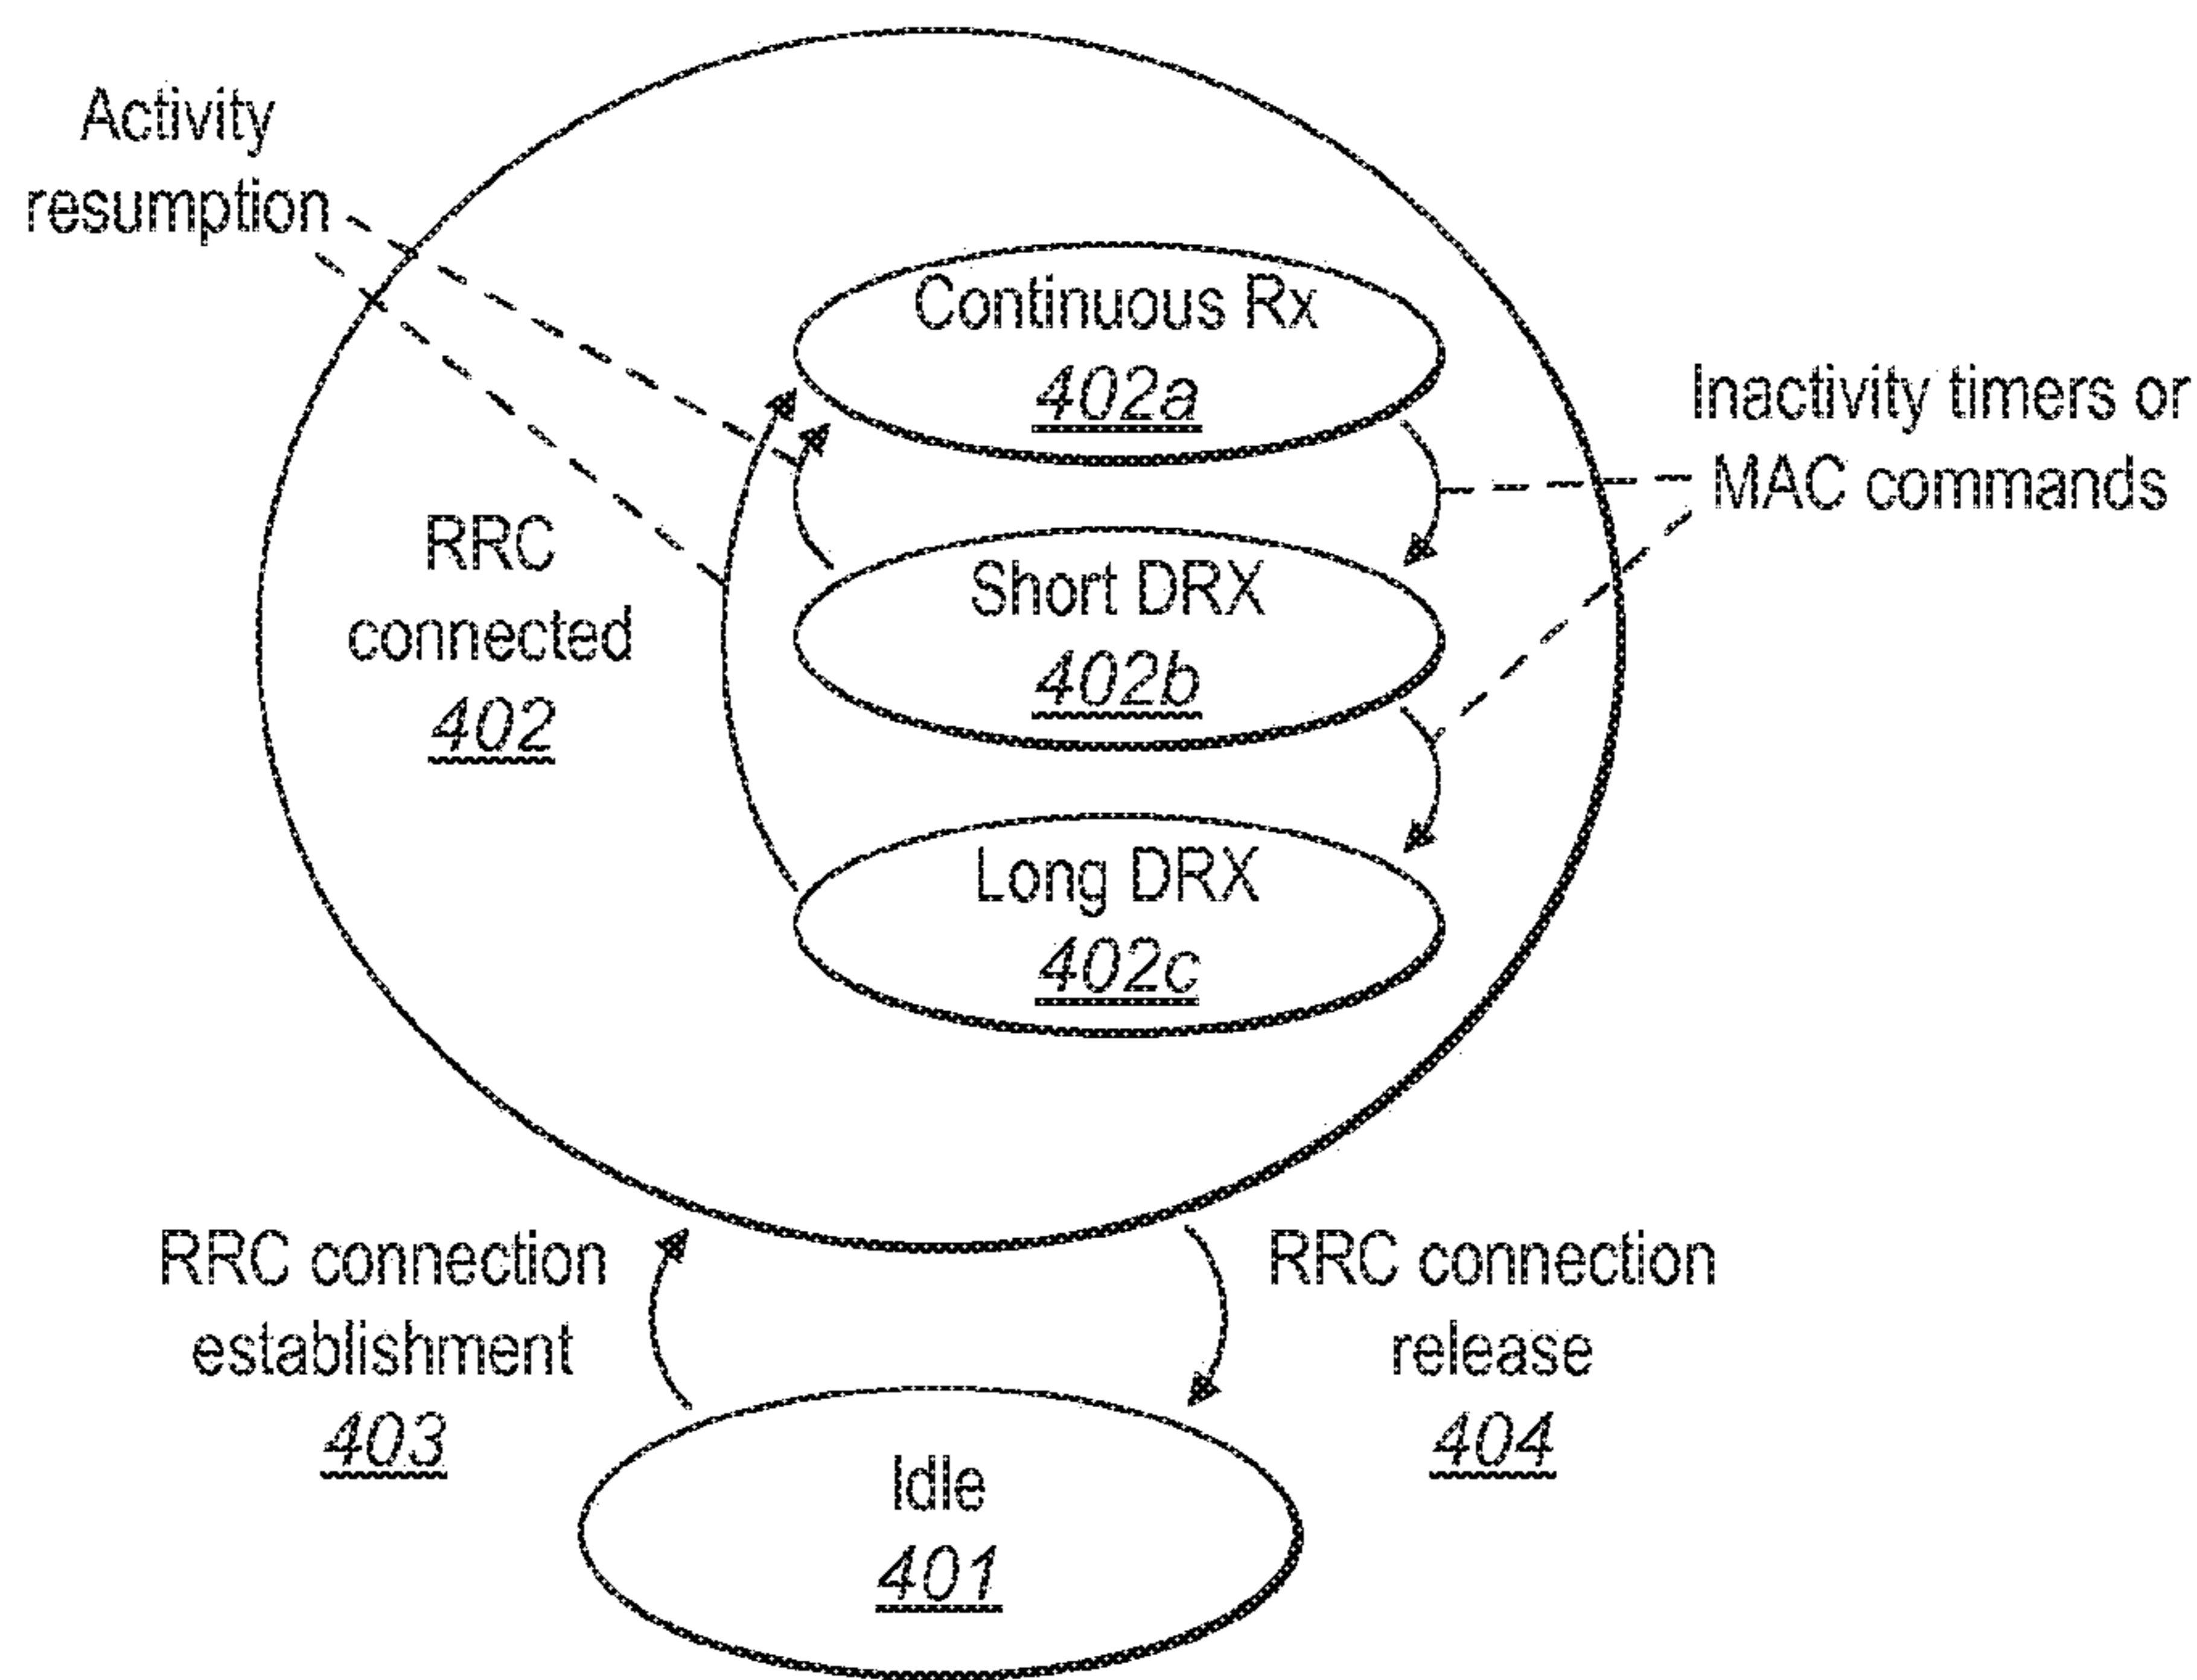 Activity
resumption
Continuous Rx
402a
Inactivity timers or
MAC commands
RRC
connected
402
Short DRX
402b
Long DRX
402c
RRC connection
establishment
403
RRC connection
release
404
Idle
401